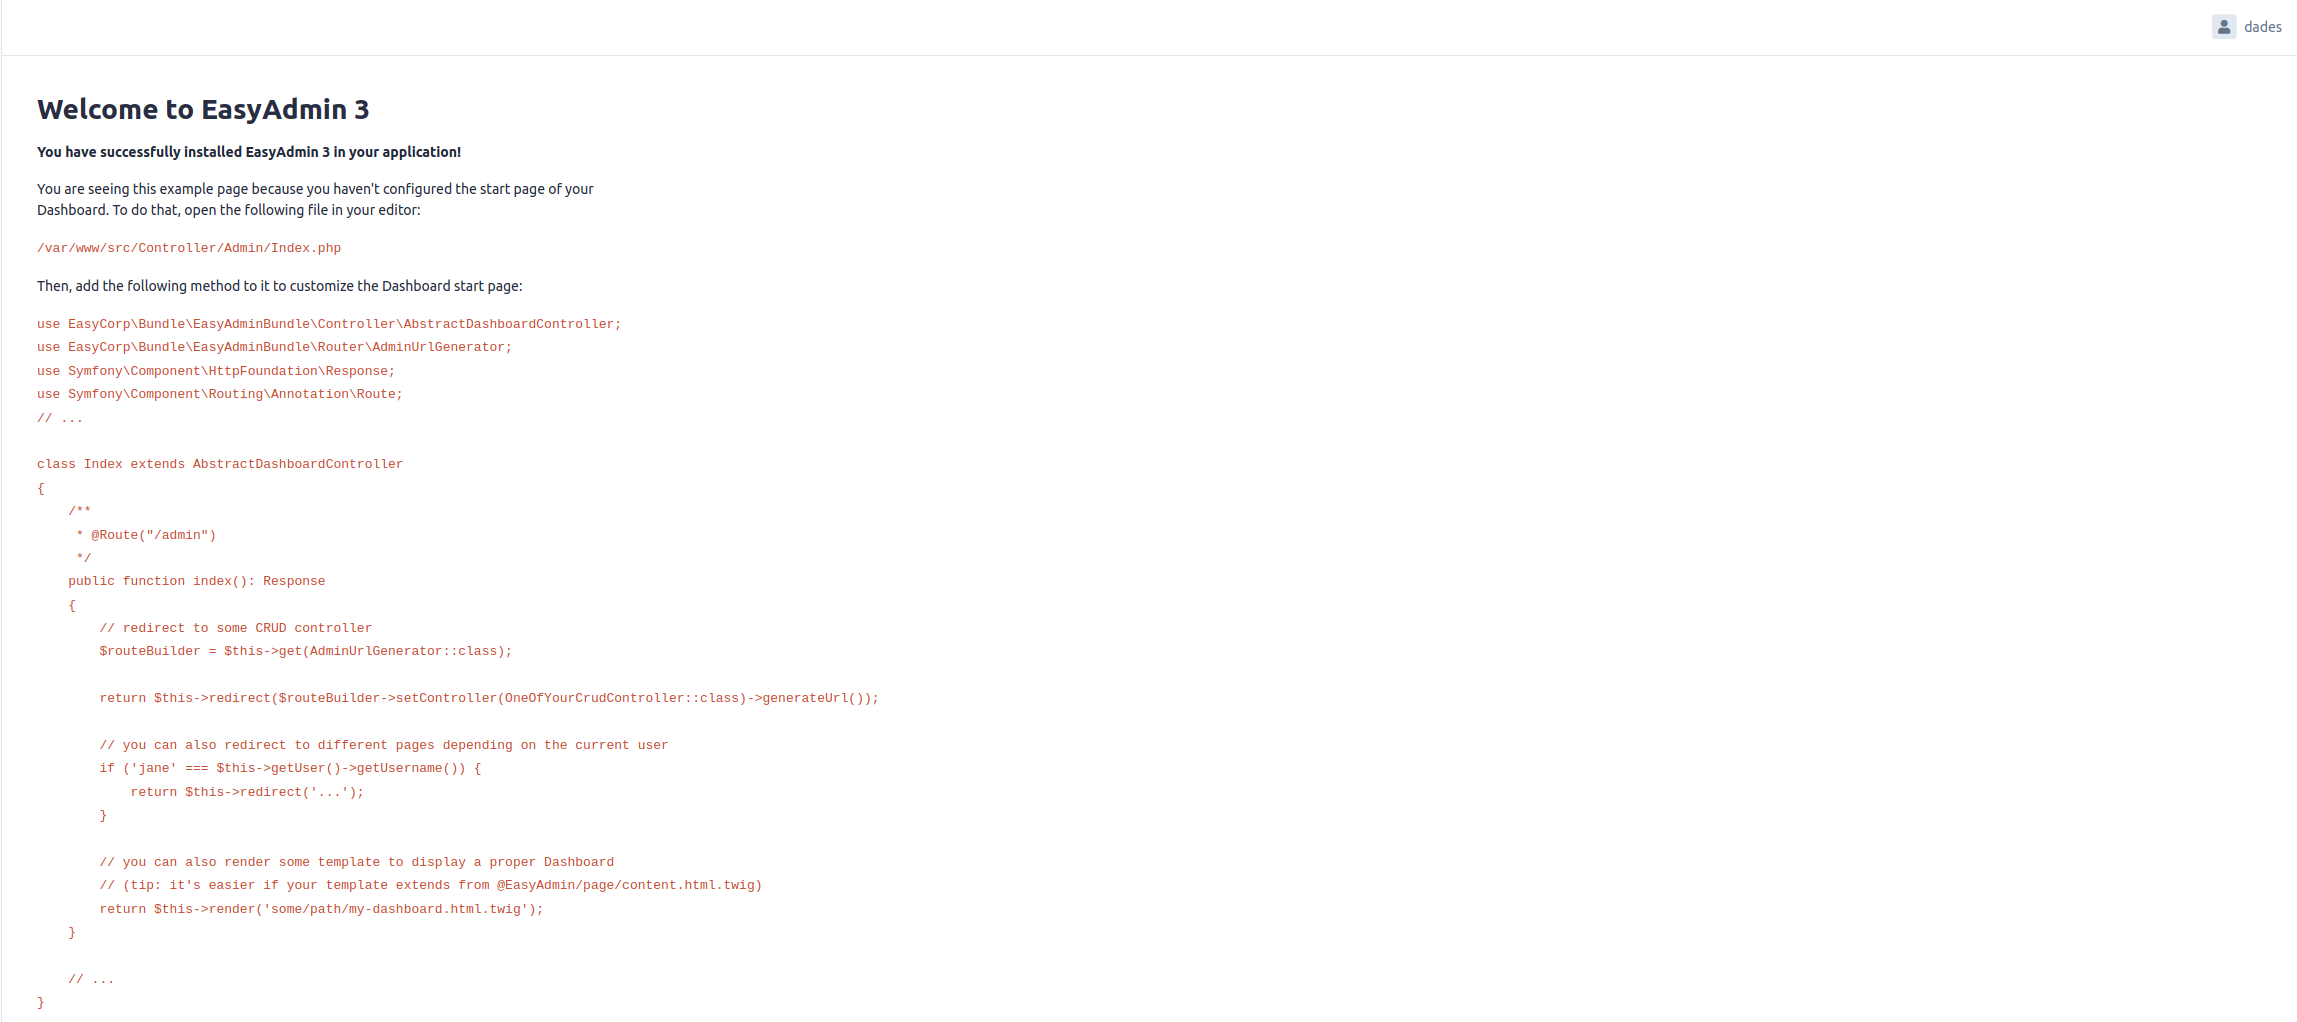 dades
Welcome to EasyAdmin 3
You have successfully installed EasyAdmin 3 in your application!
You are seeing this example page because you haven't configured the start page of your
Dashboard. To do that, open the following file in your editor:
/var/www/src/Controller/Admin/Index.php
Then, add the following method to it to customize the Dashboard start page:
use EasyCorp\Bundle\EasyAdminBundle\Controller\AbstractDashboardController;
use EasyCorp\Bundle\EasyAdminBundle\Router\AdminUrlGenerator;
use Symfony\Component\HttpFoundation\Response;
use Symfony\Component\Routing\Annotation\Route;
// ...
class Index extends AbstractDashboardController
{
    /**
     * @Route("/admin")
     */
    public function index(): Response
    {
        // redirect to some CRUD controller
        $routeBuilder = $this->get(AdminUrlGenerator::class);
        return $this->redirect($routeBuilder->setController(OneOfYourCrudController::class)->generateUrl());
        // you can also redirect to different pages depending on the current user
        if ('jane' === $this->getUser()->getUsername()) {
            return $this->redirect('...');
        }
        // you can also render some template to display a proper Dashboard
        // (tip: it's easier if your template extends from @EasyAdmin/page/content.html.twig)
        return $this->render('some/path/my-dashboard.html.twig');
    }
    // ...
}